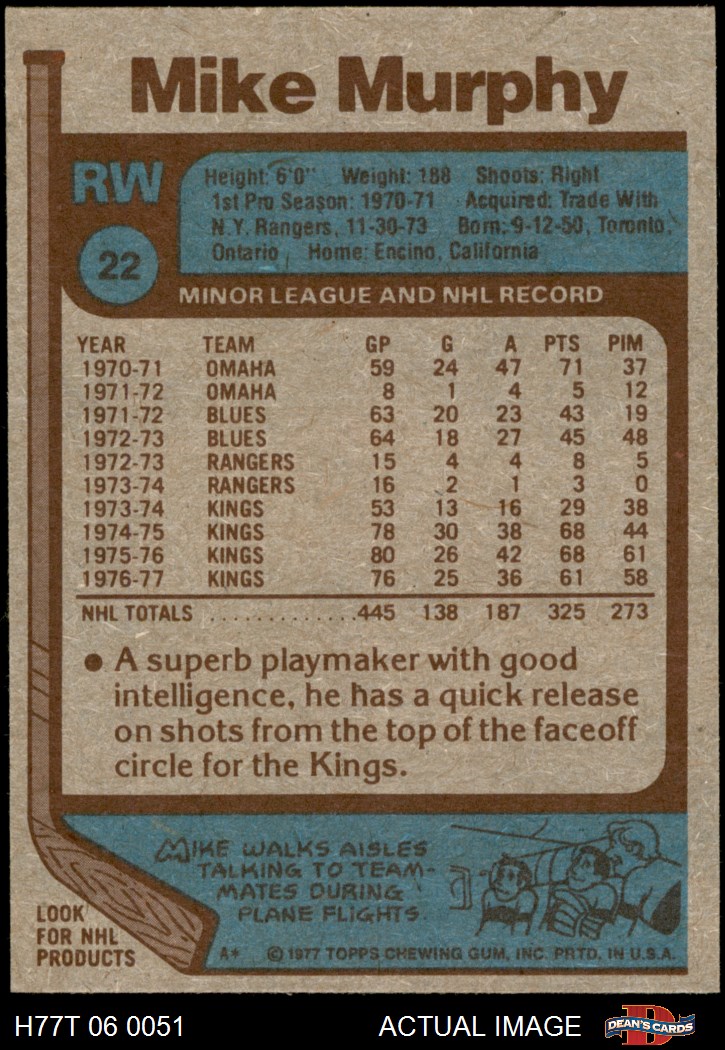 Mike Murphy
RW
22
Height: 6'0" Weight: 188 Shoots: Right
1st Pro Season: 1970-71 Acquired: Trade With
N.Y. Rangers, 11-30-73 Born: 9-12-50, Toronto,
Ontario Home: Encino, California
MINOR LEAGUE AND NHL RECORD
YEAR TEAM GP G A PTS PIM
1970-71 OMAHA 59 24 47 71 37
1971-72 OMAHA 8 1 4 5 12
1971-72 BLUES 63 20 23 43 19
1972-73 BLUES 64 18 27 45 48
1972-73 RANGERS 15 4 4 8 5
1973-74 RANGERS 16 2 1 3 0
1973-74 KINGS 53 13 16 29 38
1974-75 KINGS 78 30 38 68 44
1975-76 KINGS 80 26 42 68 61
1976-77 KINGS 76 25 36 61 58
NHL TOTALS ............445 138 187 325 273
● A superb playmaker with good
intelligence, he has a quick release
on shots from the top of the faceoff
circle for the Kings.
MIKE WALKS AISLES
TALKING TO TEAM-
MATES DURING
PLANE FLIGHTS.
LOOK
FOR NHL
PRODUCTS
A* © 1977 TOPPS CHEWING GUM, INC. PRTD. IN U.S.A.
H77T 06 0051 ACTUAL IMAGE
D
DEAN'S CARDS